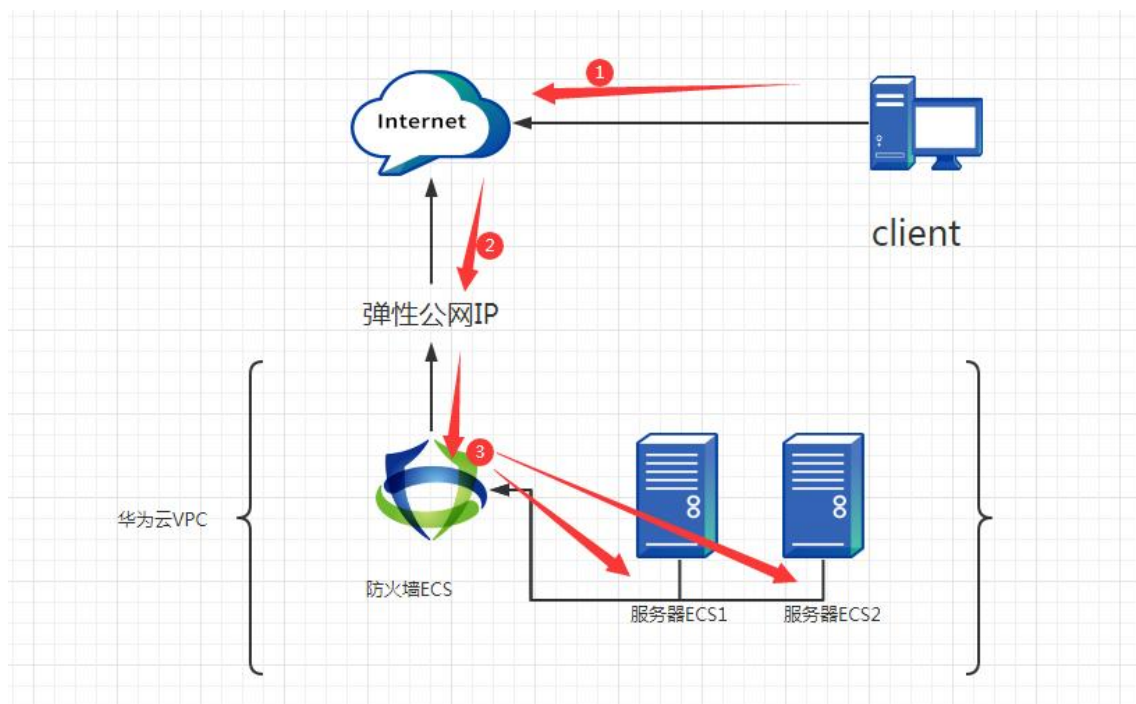 1
Internet
client
2
弹性公网IP
3
华为云VPC
防火墙ECS
服务器ECS1
服务器ECS2